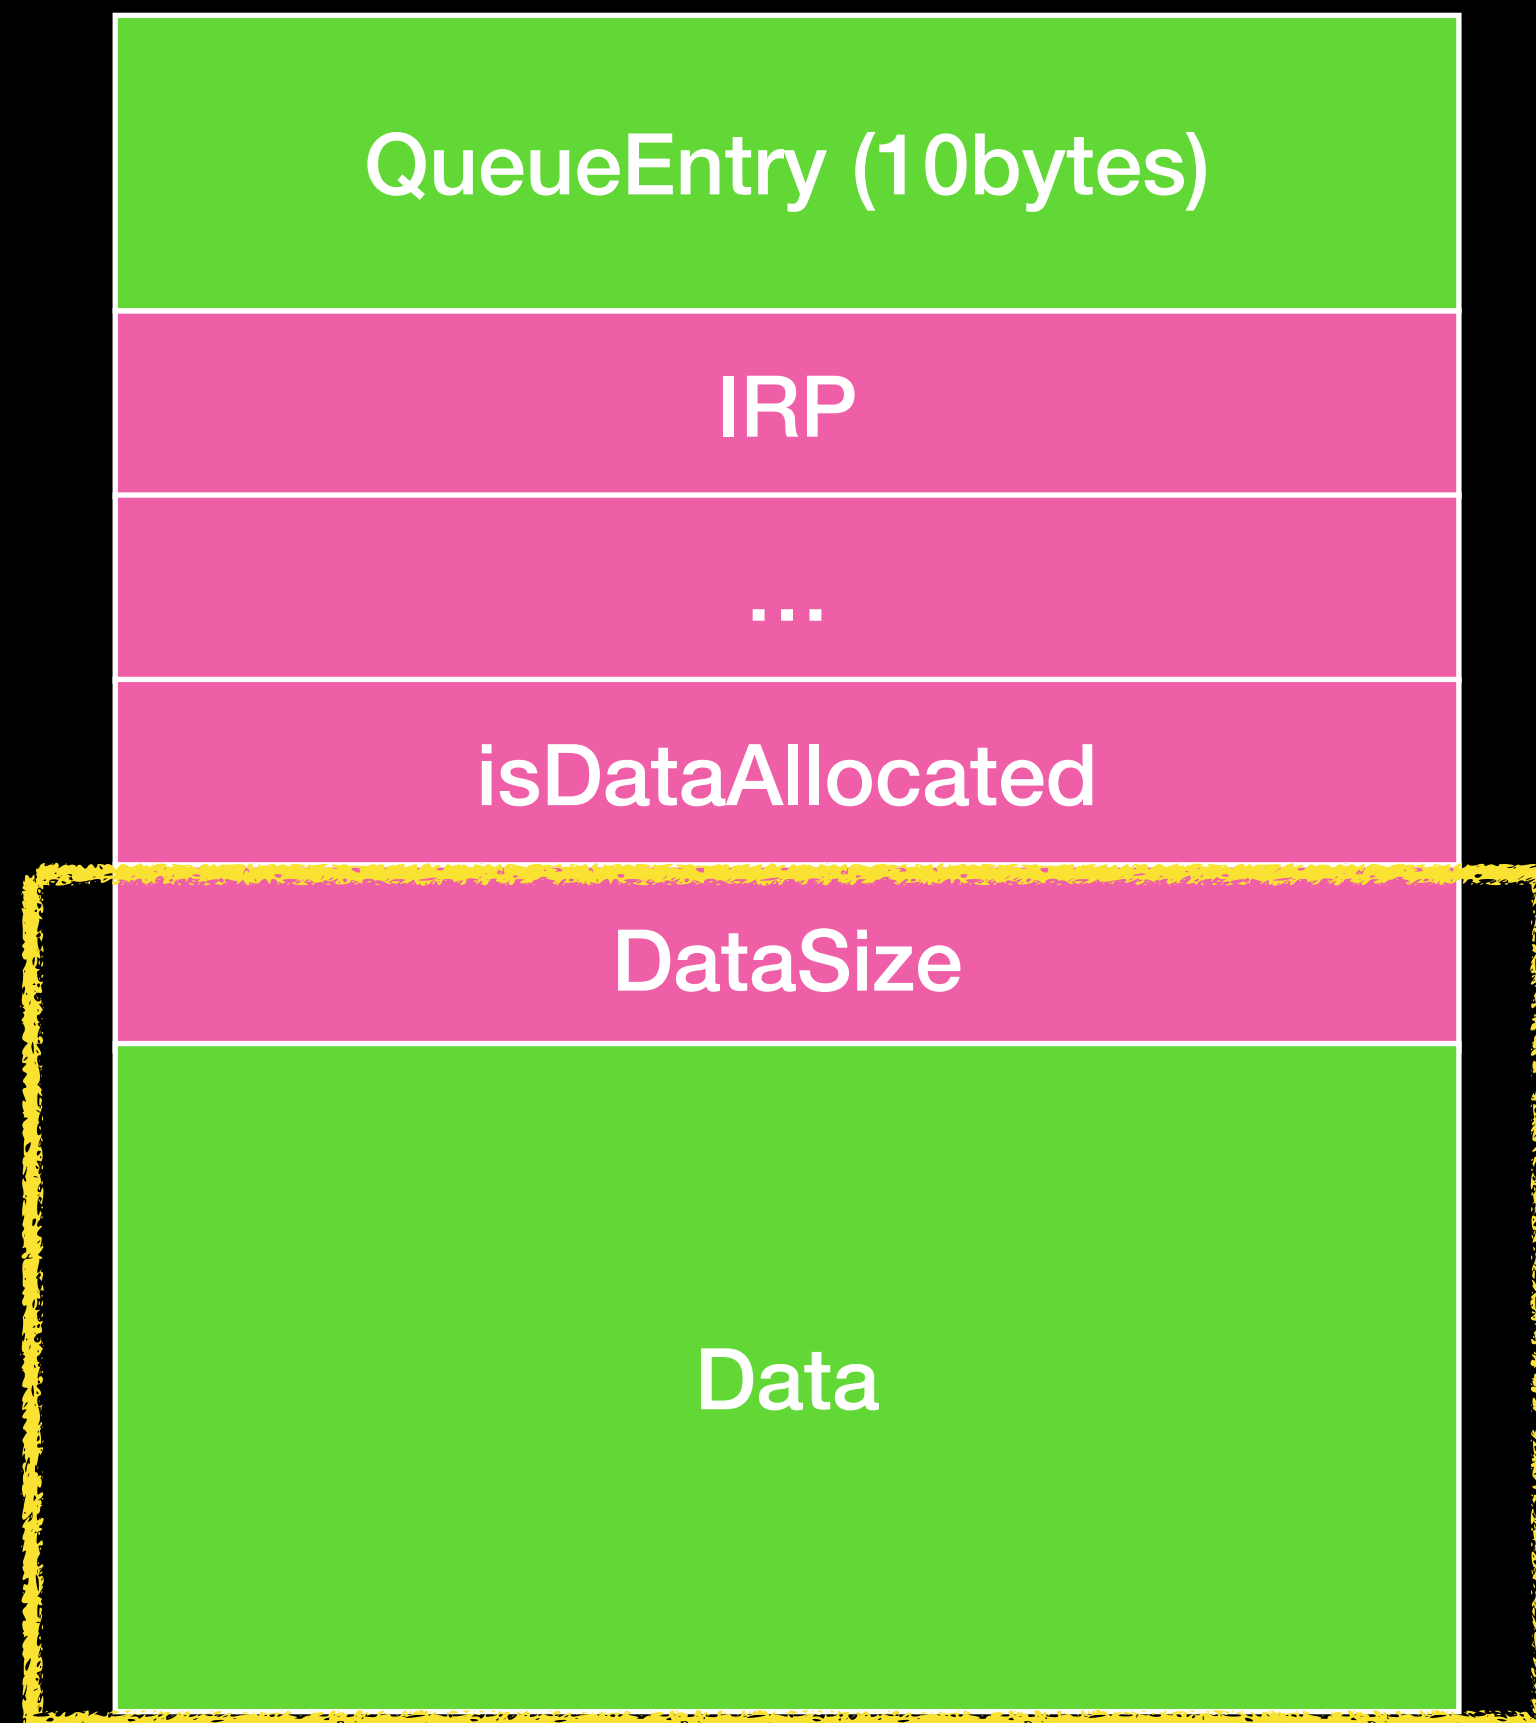 QueueEntry (10bytes)
IRP
...
isDataAllocated
DataSize
Data